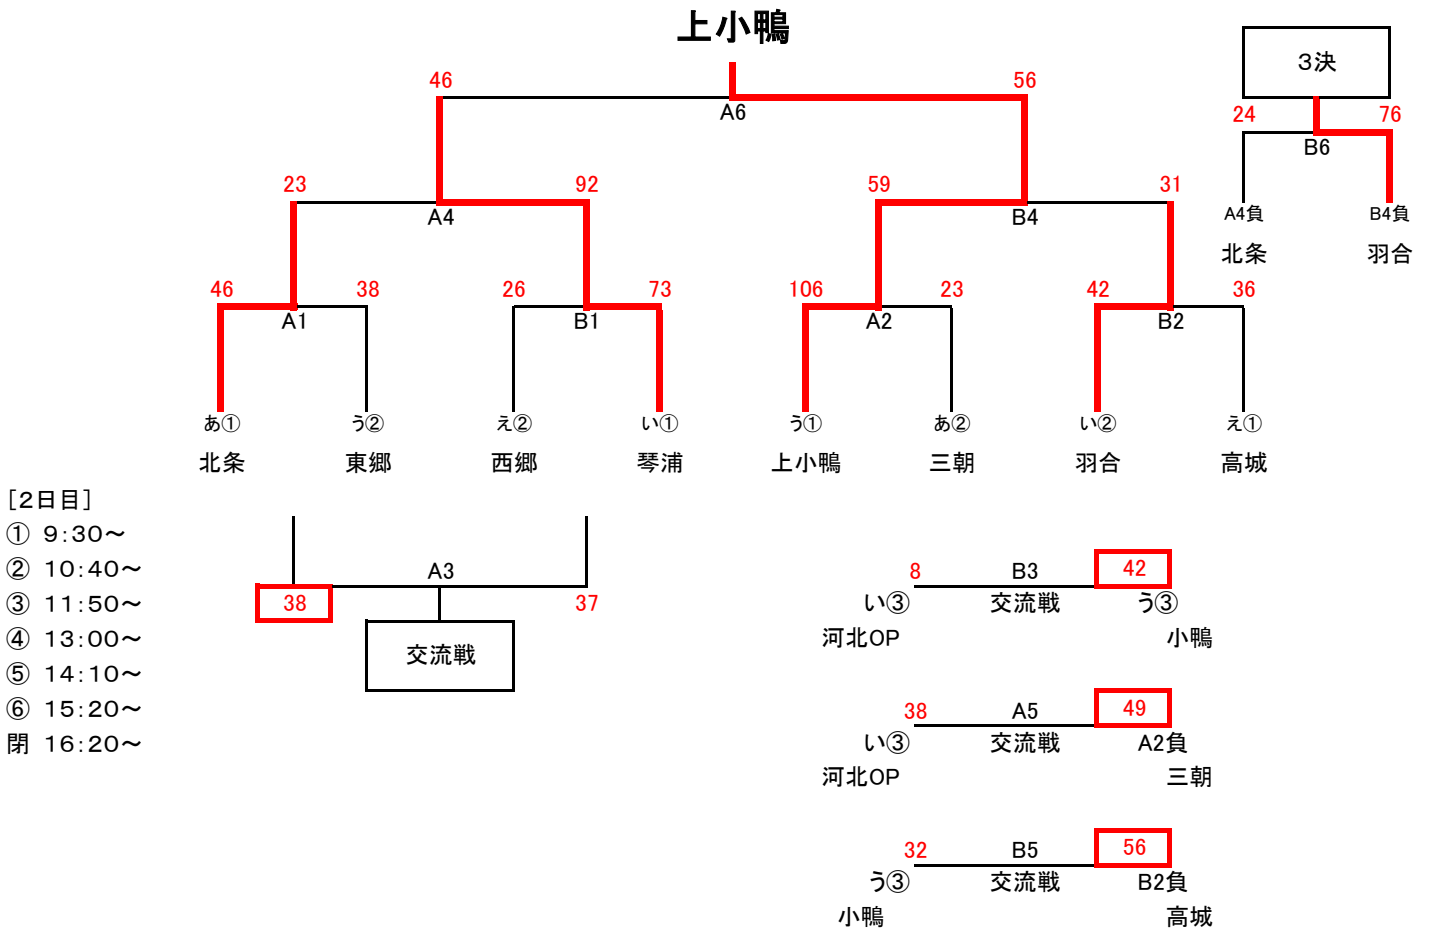 上小鴨
3決
46 56
A6
24 76
B6
23 92 59 31
A4 B4
A4負 B4負
北条 羽合
46 38 26 73 106 23 42 36
A1 B1 A2 B2
あ① う② え② い① う① あ② い② え①
北条 東郷 西郷 琴浦 上小鴨 三朝 羽合 高城
[2日目]
① 9:30～
② 10:40～
③ 11:50～
④ 13:00～
⑤ 14:10～
⑥ 15:20～
閉 16:20～
A3
38 37
交流戦
8 B3 42
い③ 交流戦 う③
河北OP 小鴨
38 A5 49
い③ 交流戦 A2負
河北OP 三朝
32 B5 56
う③ 交流戦 B2負
小鴨 高城